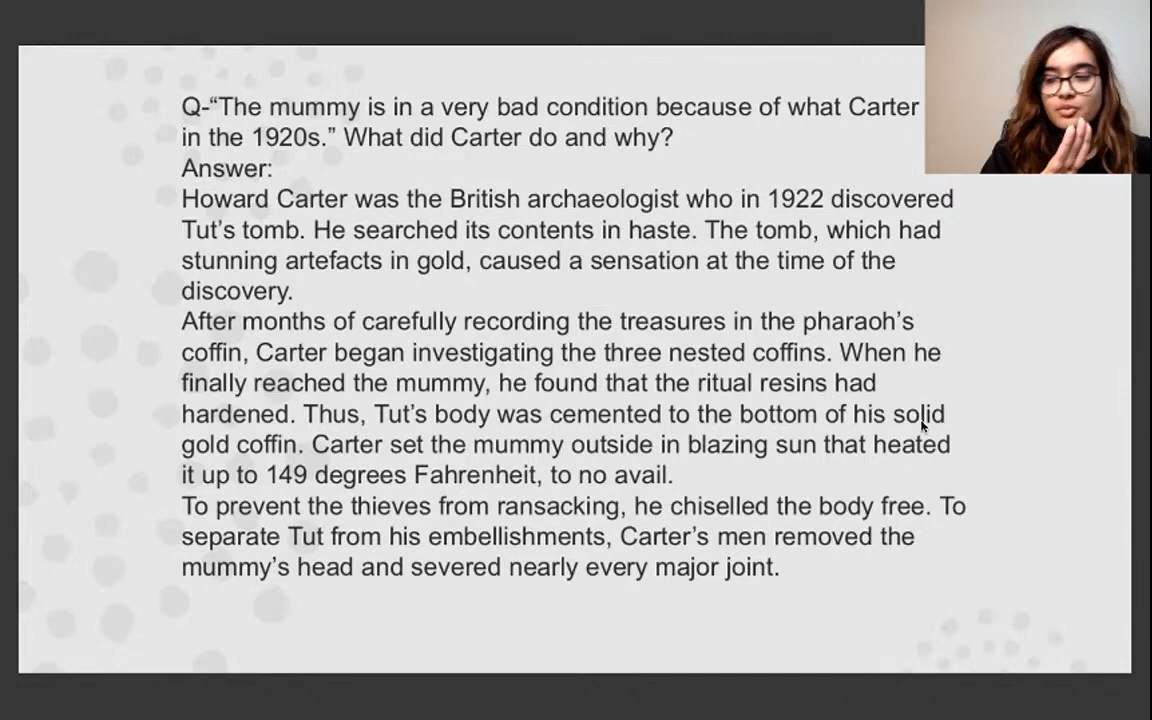 Q-“The mummy is in a very bad condition because of what Carter
in the 1920s.” What did Carter do and why?
Answer:
Howard Carter was the British archaeologist who in 1922 discovered
Tut’s tomb. He searched its contents in haste. The tomb, which had
stunning artefacts in gold, caused a sensation at the time of the
discovery.
After months of carefully recording the treasures in the pharaoh’s
coffin, Carter began investigating the three nested coffins. When he
finally reached the mummy, he found that the ritual resins had
hardened. Thus, Tut’s body was cemented to the bottom of his solid
gold coffin. Carter set the mummy outside in blazing sun that heated
it up to 149 degrees Fahrenheit, to no avail.
To prevent the thieves from ransacking, he chiselled the body free. To
separate Tut from his embellishments, Carter’s men removed the
mummy’s head and severed nearly every major joint.